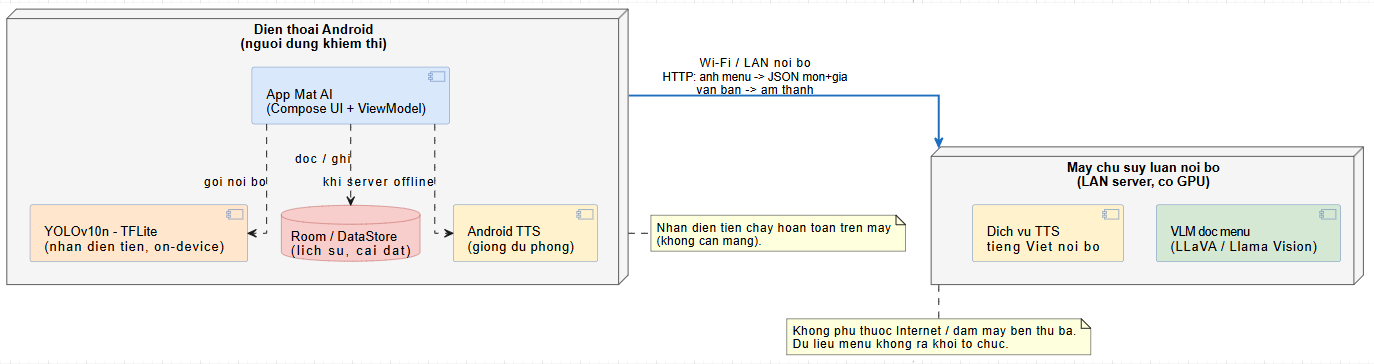 Dien thoai Android
(nguoi dung khiem thi)
App Mat AI
(Compose UI + ViewModel)
doc / ghi
goi noi bo
khi server offline
YOLOv10n - TFLite
(nhan dien tien, on-device)
Room / DataStore
(lich su, cai dat)
Android TTS
(giong du phong)
Wi-Fi / LAN noi bo
HTTP: anh menu -> JSON mon+gia
van ban -> am thanh
Nhan dien tien chay hoan toan tren may
(khong can mang).
May chu suy luan noi bo
(LAN server, co GPU)
Dich vu TTS
tieng Viet noi bo
VLM doc menu
(LLaVA / Llama Vision)
Khong phu thuoc Internet / dam may ben thu ba.
Du lieu menu khong ra khoi to chuc.